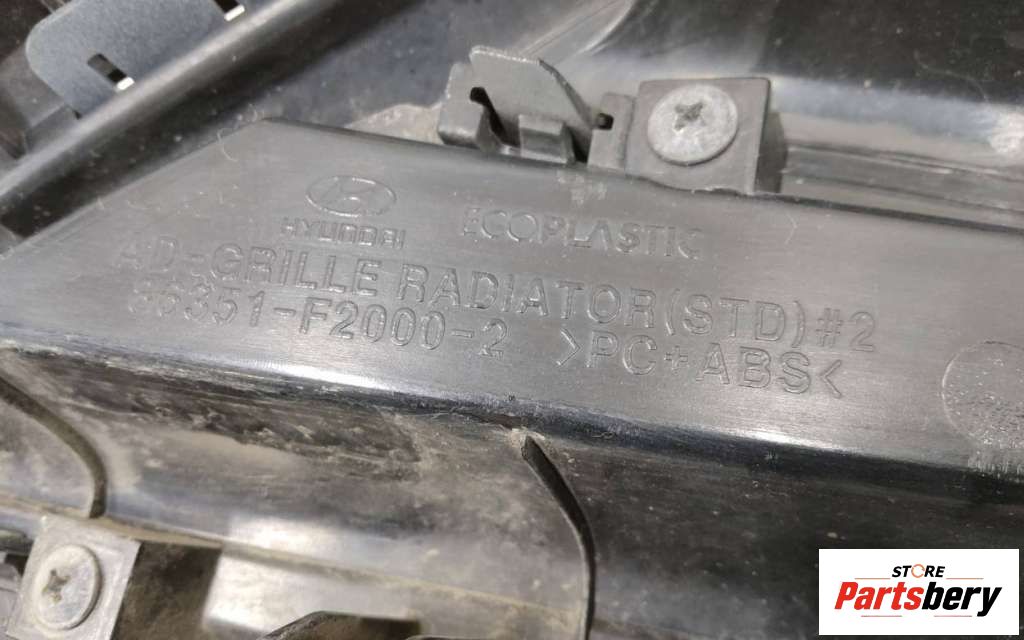 HYUNDAI ECOPLASTIC
AD-GRILLE RADIATOR(STD)#2
86351-F2000-2 >PC+ABS<
STORE
Partsbery